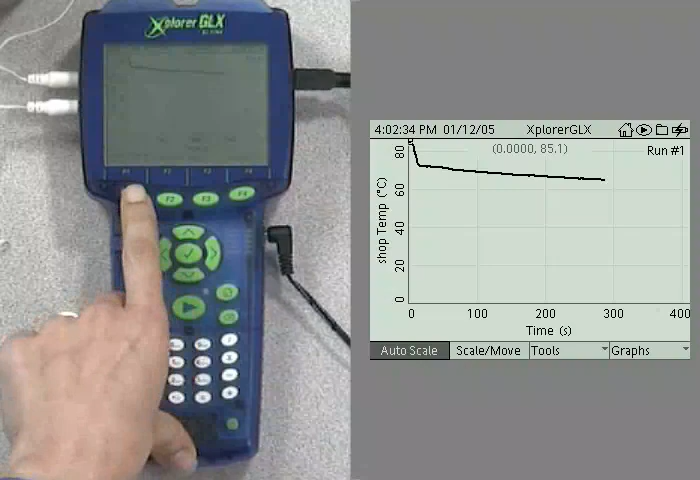 Xplorer GLX
F2
F3
F4
4:02:34 PM 01/12/05 XplorerGLX
(0.0000, 85.1)
Run #1
80
60
40
20
0
shop Temp (°C)
0 100 200 300 400
Time (s)
Auto Scale Scale/Move Tools Graphs